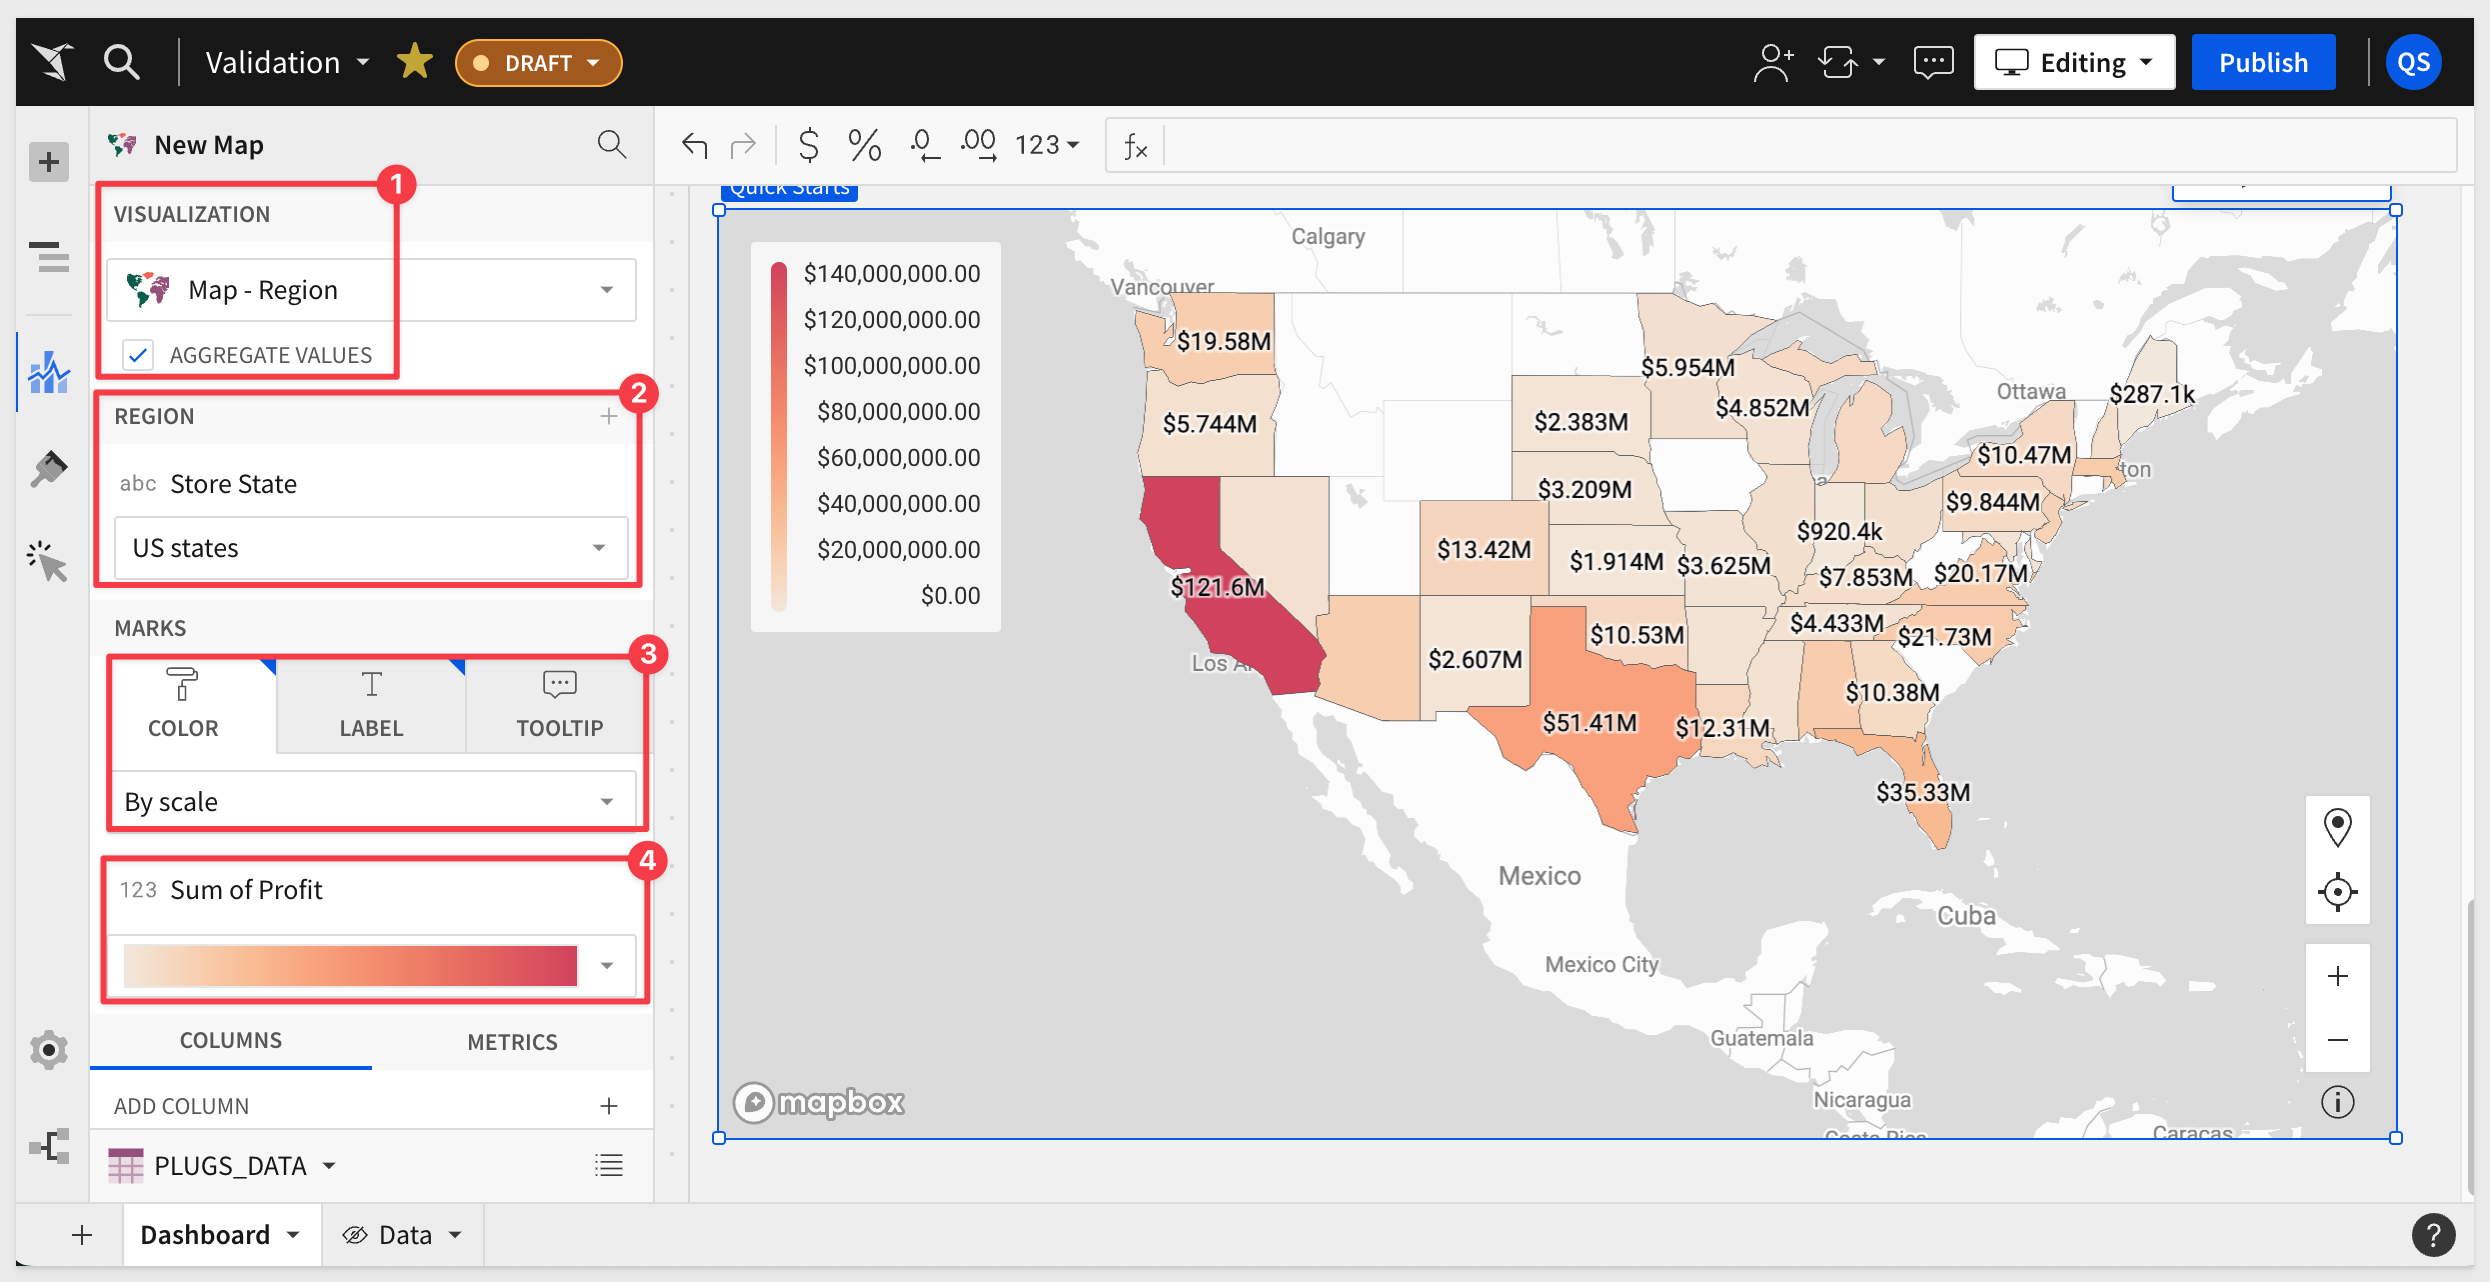 Validation
DRAFT
Editing
Publish
QS
New Map
$ % .0 .00 123
fx
1
VISUALIZATION
Map - Region
AGGREGATE VALUES
2
REGION
abc Store State
US states
MARKS
3
COLOR
T
LABEL
TOOLTIP
By scale
4
123 Sum of Profit
COLUMNS
METRICS
ADD COLUMN
PLUGS_DATA
Quick Starts
$140,000,000.00
$120,000,000.00
$100,000,000.00
$80,000,000.00
$60,000,000.00
$40,000,000.00
$20,000,000.00
$0.00
Calgary
Vancouver
$19.58M
$5.954M
Ottawa
$287.1k
$5.744M
$2.383M
$4.852M
$10.47M
ton
$3.209M
$9.844M
$920.4k
$13.42M
$1.914M
$3.625M
$7.853M
$20.17M
$121.6M
$4.433M
$21.73M
$10.53M
Los A
$2.607M
$10.38M
$51.41M
$12.31M
$35.33M
Mexico
Cuba
Mexico City
Guatemala
Nicaragua
Costa Rica
Caracas
mapbox
Dashboard
Data
?